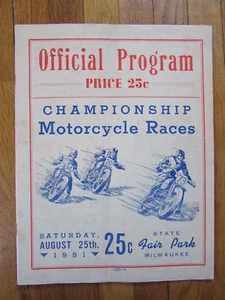 Official Program
PRICE 25c
CHAMPIONSHIP
Motorcycle Races
SATURDAY,
AUGUST 25th,
1951
25c
STATE
Fair Park
MILWAUKEE